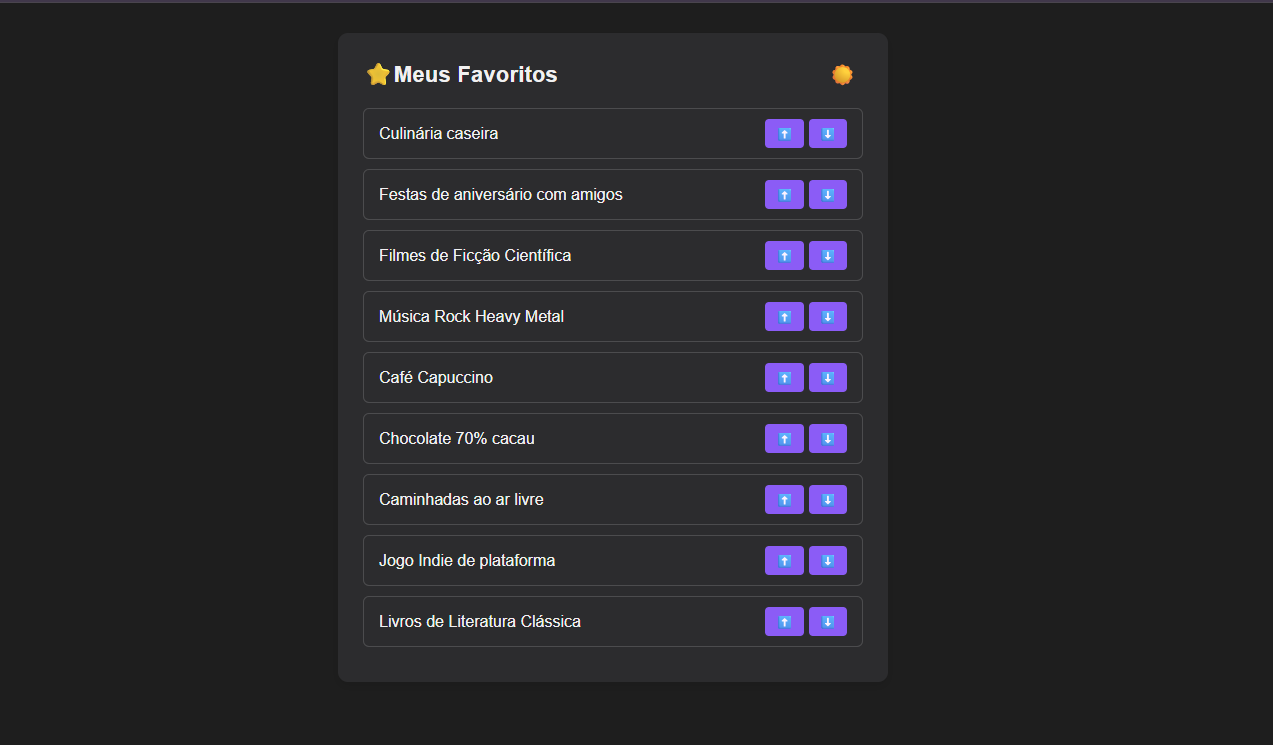 Meus Favoritos
Culinária caseira
Festas de aniversário com amigos
Filmes de Ficção Científica
Música Rock Heavy Metal
Café Capuccino
Chocolate 70% cacau
Caminhadas ao ar livre
Jogo Indie de plataforma
Livros de Literatura Clássica